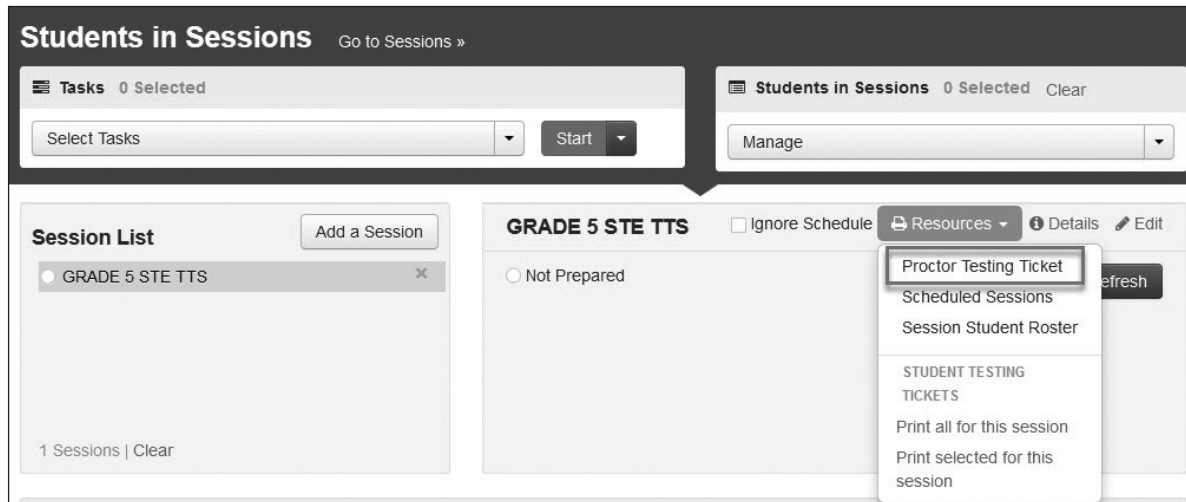 Students in Sessions Go to Sessions »
Tasks 0 Selected
Select Tasks
Start
Students in Sessions 0 Selected Clear
Manage
Session List
Add a Session
GRADE 5 STE TTS
1 Sessions | Clear
GRADE 5 STE TTS
Ignore Schedule
Resources
Details
Edit
Not Prepared
efresh
Proctor Testing Ticket
Scheduled Sessions
Session Student Roster
STUDENT TESTING
TICKETS
Print all for this session
Print selected for this
session